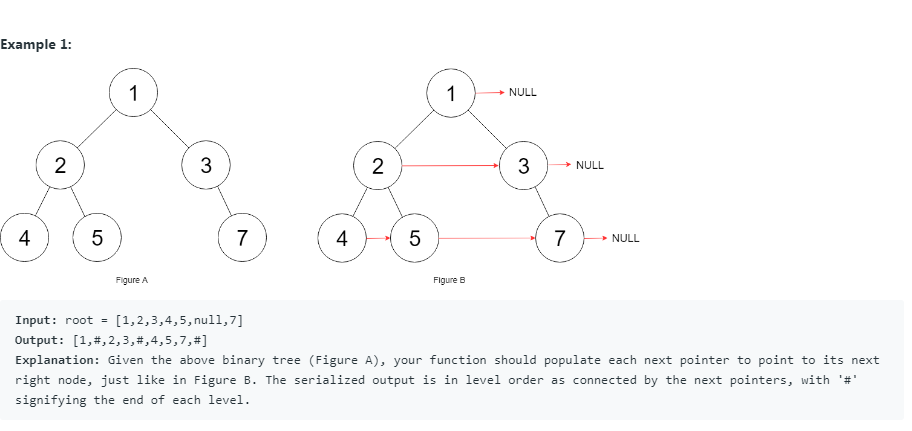 Example 1:
1
1 NULL
2 3
2 3 NULL
4 5 7
4 5 7 NULL
Figure A
Figure B
Input: root = [1,2,3,4,5,null,7]
Output: [1,#,2,3,#,4,5,7,#]
Explanation: Given the above binary tree (Figure A), your function should populate each next pointer to point to its next
right node, just like in Figure B. The serialized output is in level order as connected by the next pointers, with '#'
signifying the end of each level.